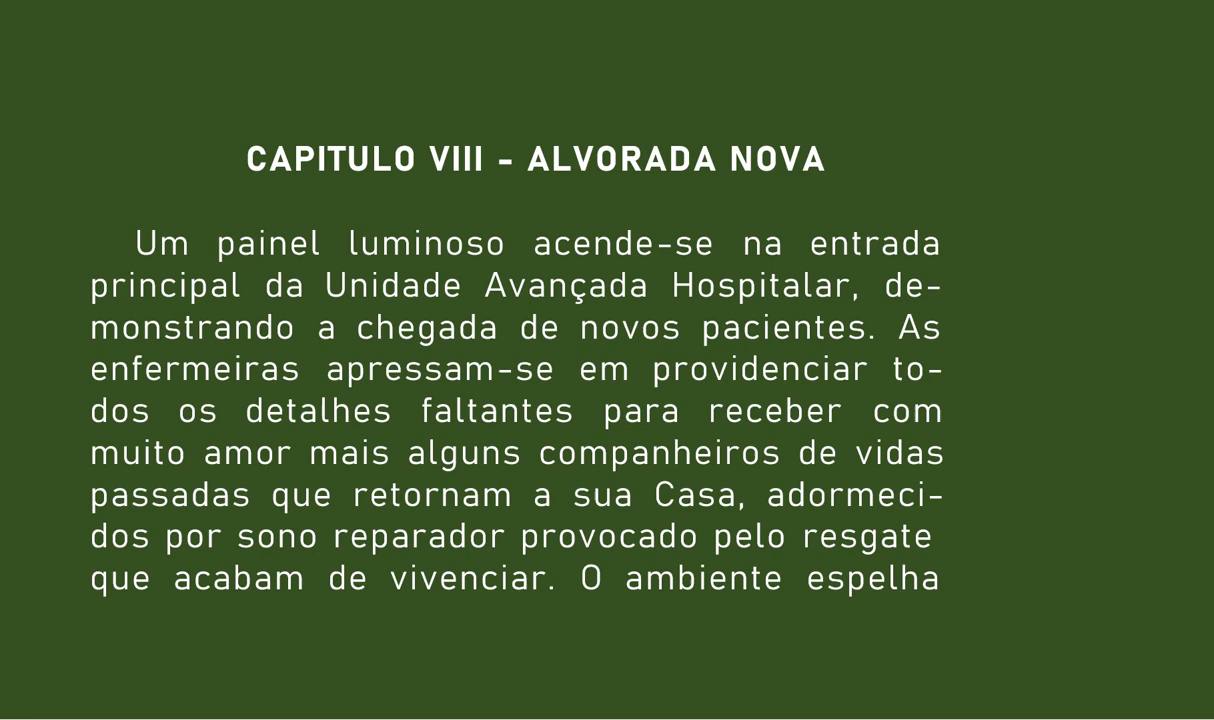 CAPITULO VIII - ALVORADA NOVA
Um painel luminoso acende-se na entrada
principal da Unidade Avançada Hospitalar, de-
monstrando a chegada de novos pacientes. As
enfermeiras apressam-se em providenciar to-
dos os detalhes faltantes para receber com
muito amor mais alguns companheiros de vidas
passadas que retornam a sua Casa, adormeci-
dos por sono reparador provocado pelo resgate
que acabam de vivenciar. O ambiente espelha